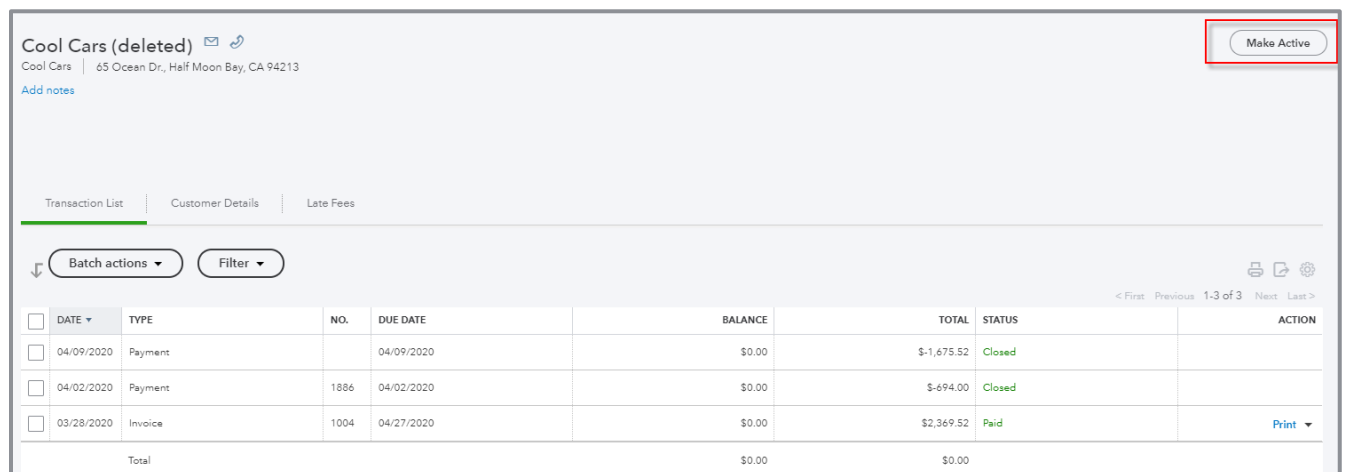 Cool Cars (deleted)
Make Active
Cool Cars | 65 Ocean Dr., Half Moon Bay, CA 94213
Add notes
Transaction List | Customer Details | Late Fees
Batch actions Filter
< First Previous 1-3 of 3 Next Last >
DATE TYPE NO. DUE DATE BALANCE TOTAL STATUS ACTION
04/09/2020 Payment 04/09/2020 $0.00 $-1,675.52 Closed
04/02/2020 Payment 1886 04/02/2020 $0.00 $-694.00 Closed
03/28/2020 Invoice 1004 04/27/2020 $0.00 $2,369.52 Paid Print
Total $0.00 $0.00